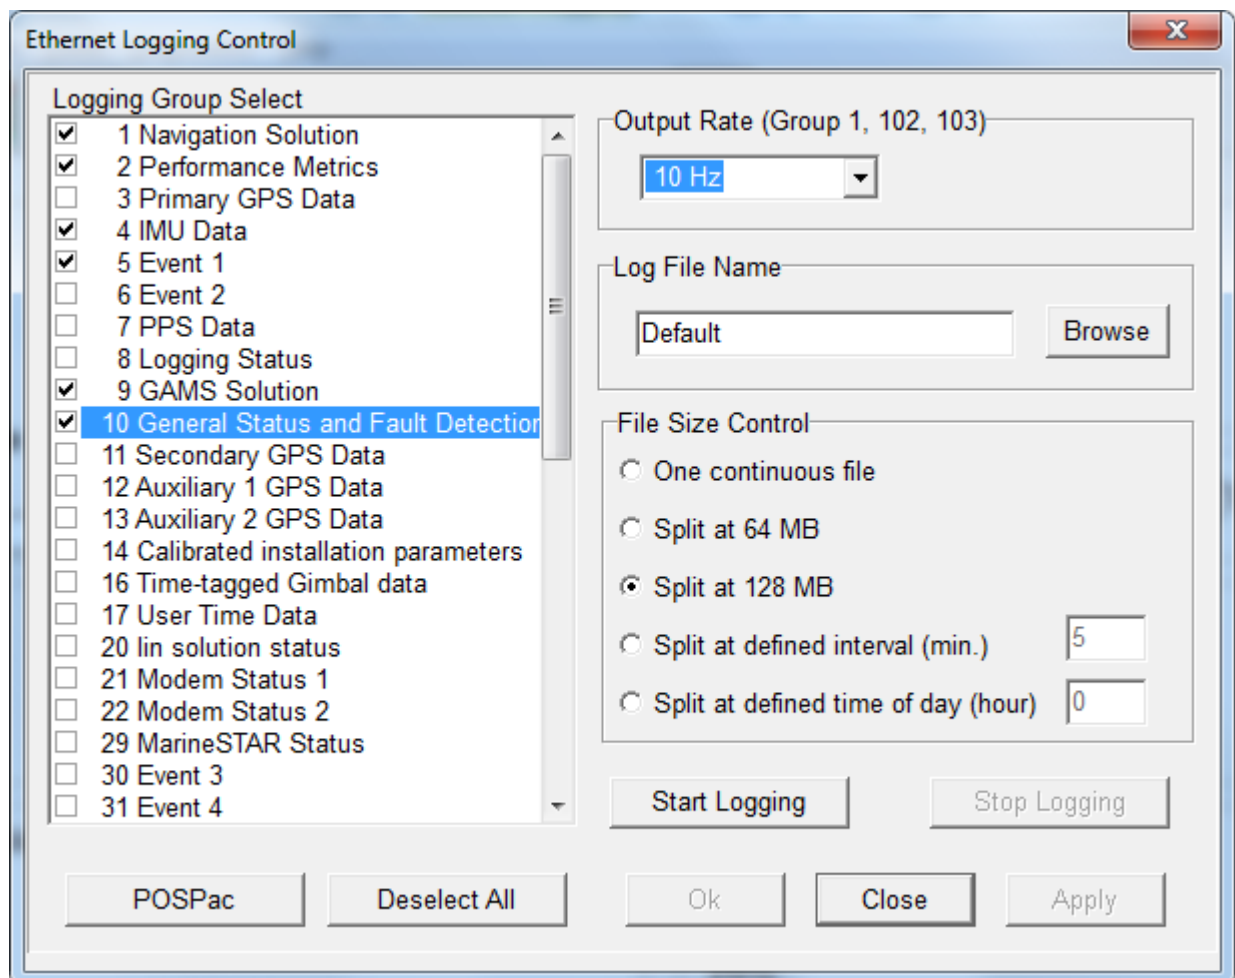 Ethernet Logging Control
Logging Group Select
1 Navigation Solution
2 Performance Metrics
3 Primary GPS Data
4 IMU Data
5 Event 1
6 Event 2
7 PPS Data
8 Logging Status
9 GAMS Solution
10 General Status and Fault Detection
11 Secondary GPS Data
12 Auxiliary 1 GPS Data
13 Auxiliary 2 GPS Data
14 Calibrated installation parameters
16 Time-tagged Gimbal data
17 User Time Data
20 Iin solution status
21 Modem Status 1
22 Modem Status 2
29 MarineSTAR Status
30 Event 3
31 Event 4
Output Rate (Group 1, 102, 103)
10 Hz
Log File Name
Default
Browse
File Size Control
One continuous file
Split at 64 MB
Split at 128 MB
Split at defined interval (min.)
5
Split at defined time of day (hour)
0
Start Logging
Stop Logging
POSPac
Deselect All
Ok
Close
Apply